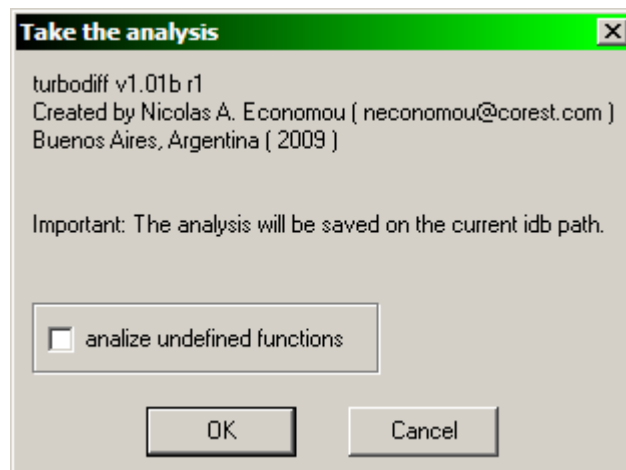 Take the analysis
turbodiff v1.01b r1
Created by Nicolas A. Economou ( neconomou@corest.com )
Buenos Aires, Argentina ( 2009 )
Important: The analysis will be saved on the current idb path.
analize undefined functions
OK
Cancel